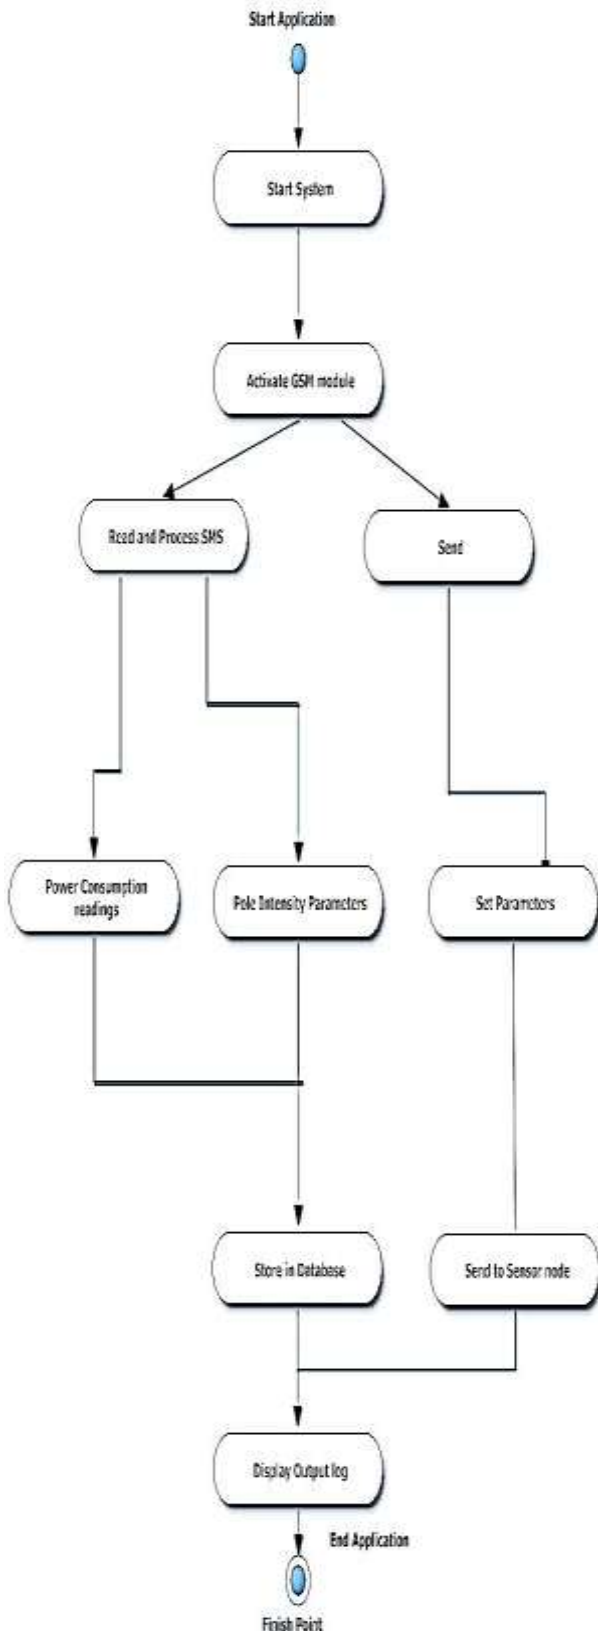 Start Application
Start System
Activate GSM module
Read and Process SMS
Send
Power Consumption
readings
Pole Intensity Parameters
Set Parameters
Store in Database
Send to Sensor node
Display Output log
End Application
Finish Point